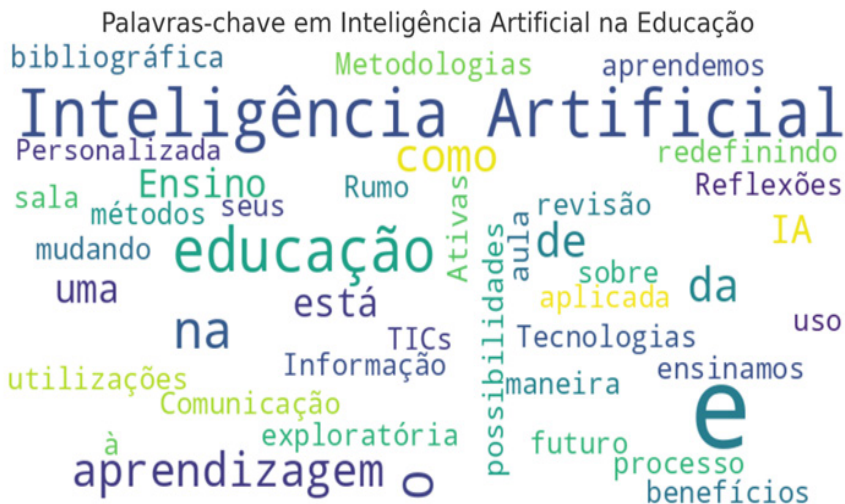 Palavras-chave em Inteligência Artificial na Educação
bibliográfica Metodologias aprendemos
Inteligência Artificial
Personalizada como redefinindo
sala Ensino Rumo Ativas Reflexões
métodos seus aula revisão IA
mudando educação possibilidades de
uma está sobre da
aplicada
na TICs Tecnologias uso
Informação ensinamos
utilizações maneira e
Comunicação
à exploratória futuro
aprendizagem o processo
benefícios